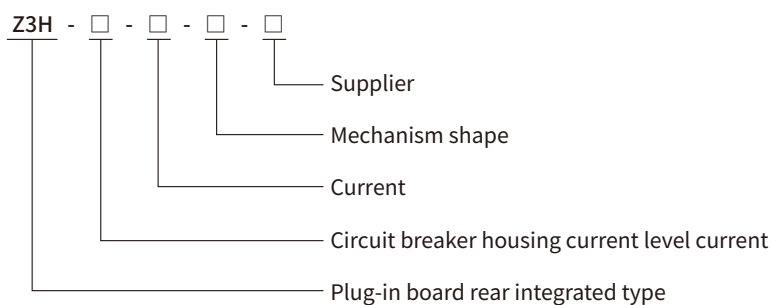 Z3H - □ - □ - □ - □
Supplier
Mechanism shape
Current
Circuit breaker housing current level current
Plug-in board rear integrated type